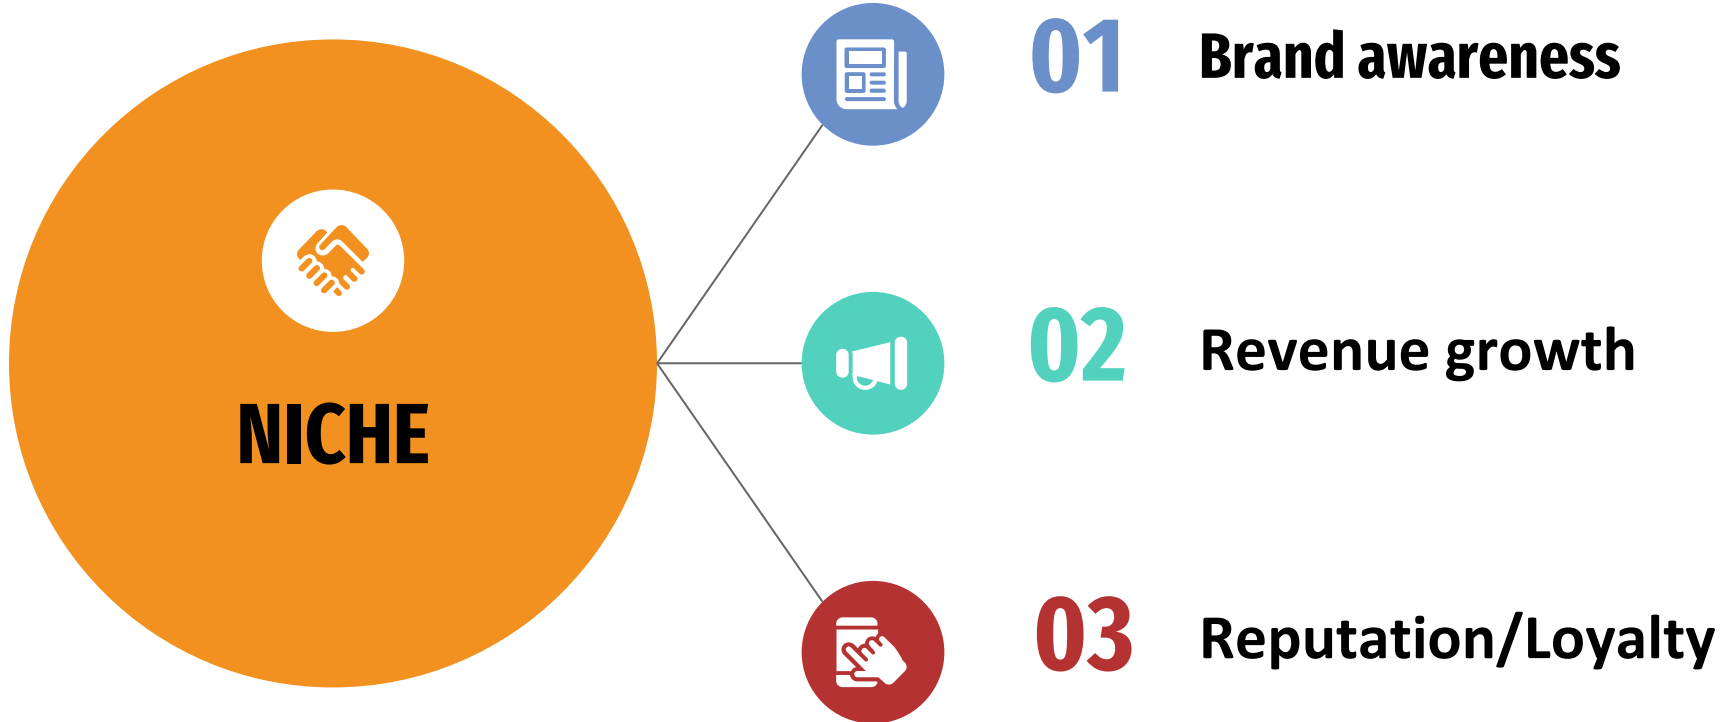 NICHE
01 Brand awareness
02 Revenue growth
03 Reputation/Loyalty